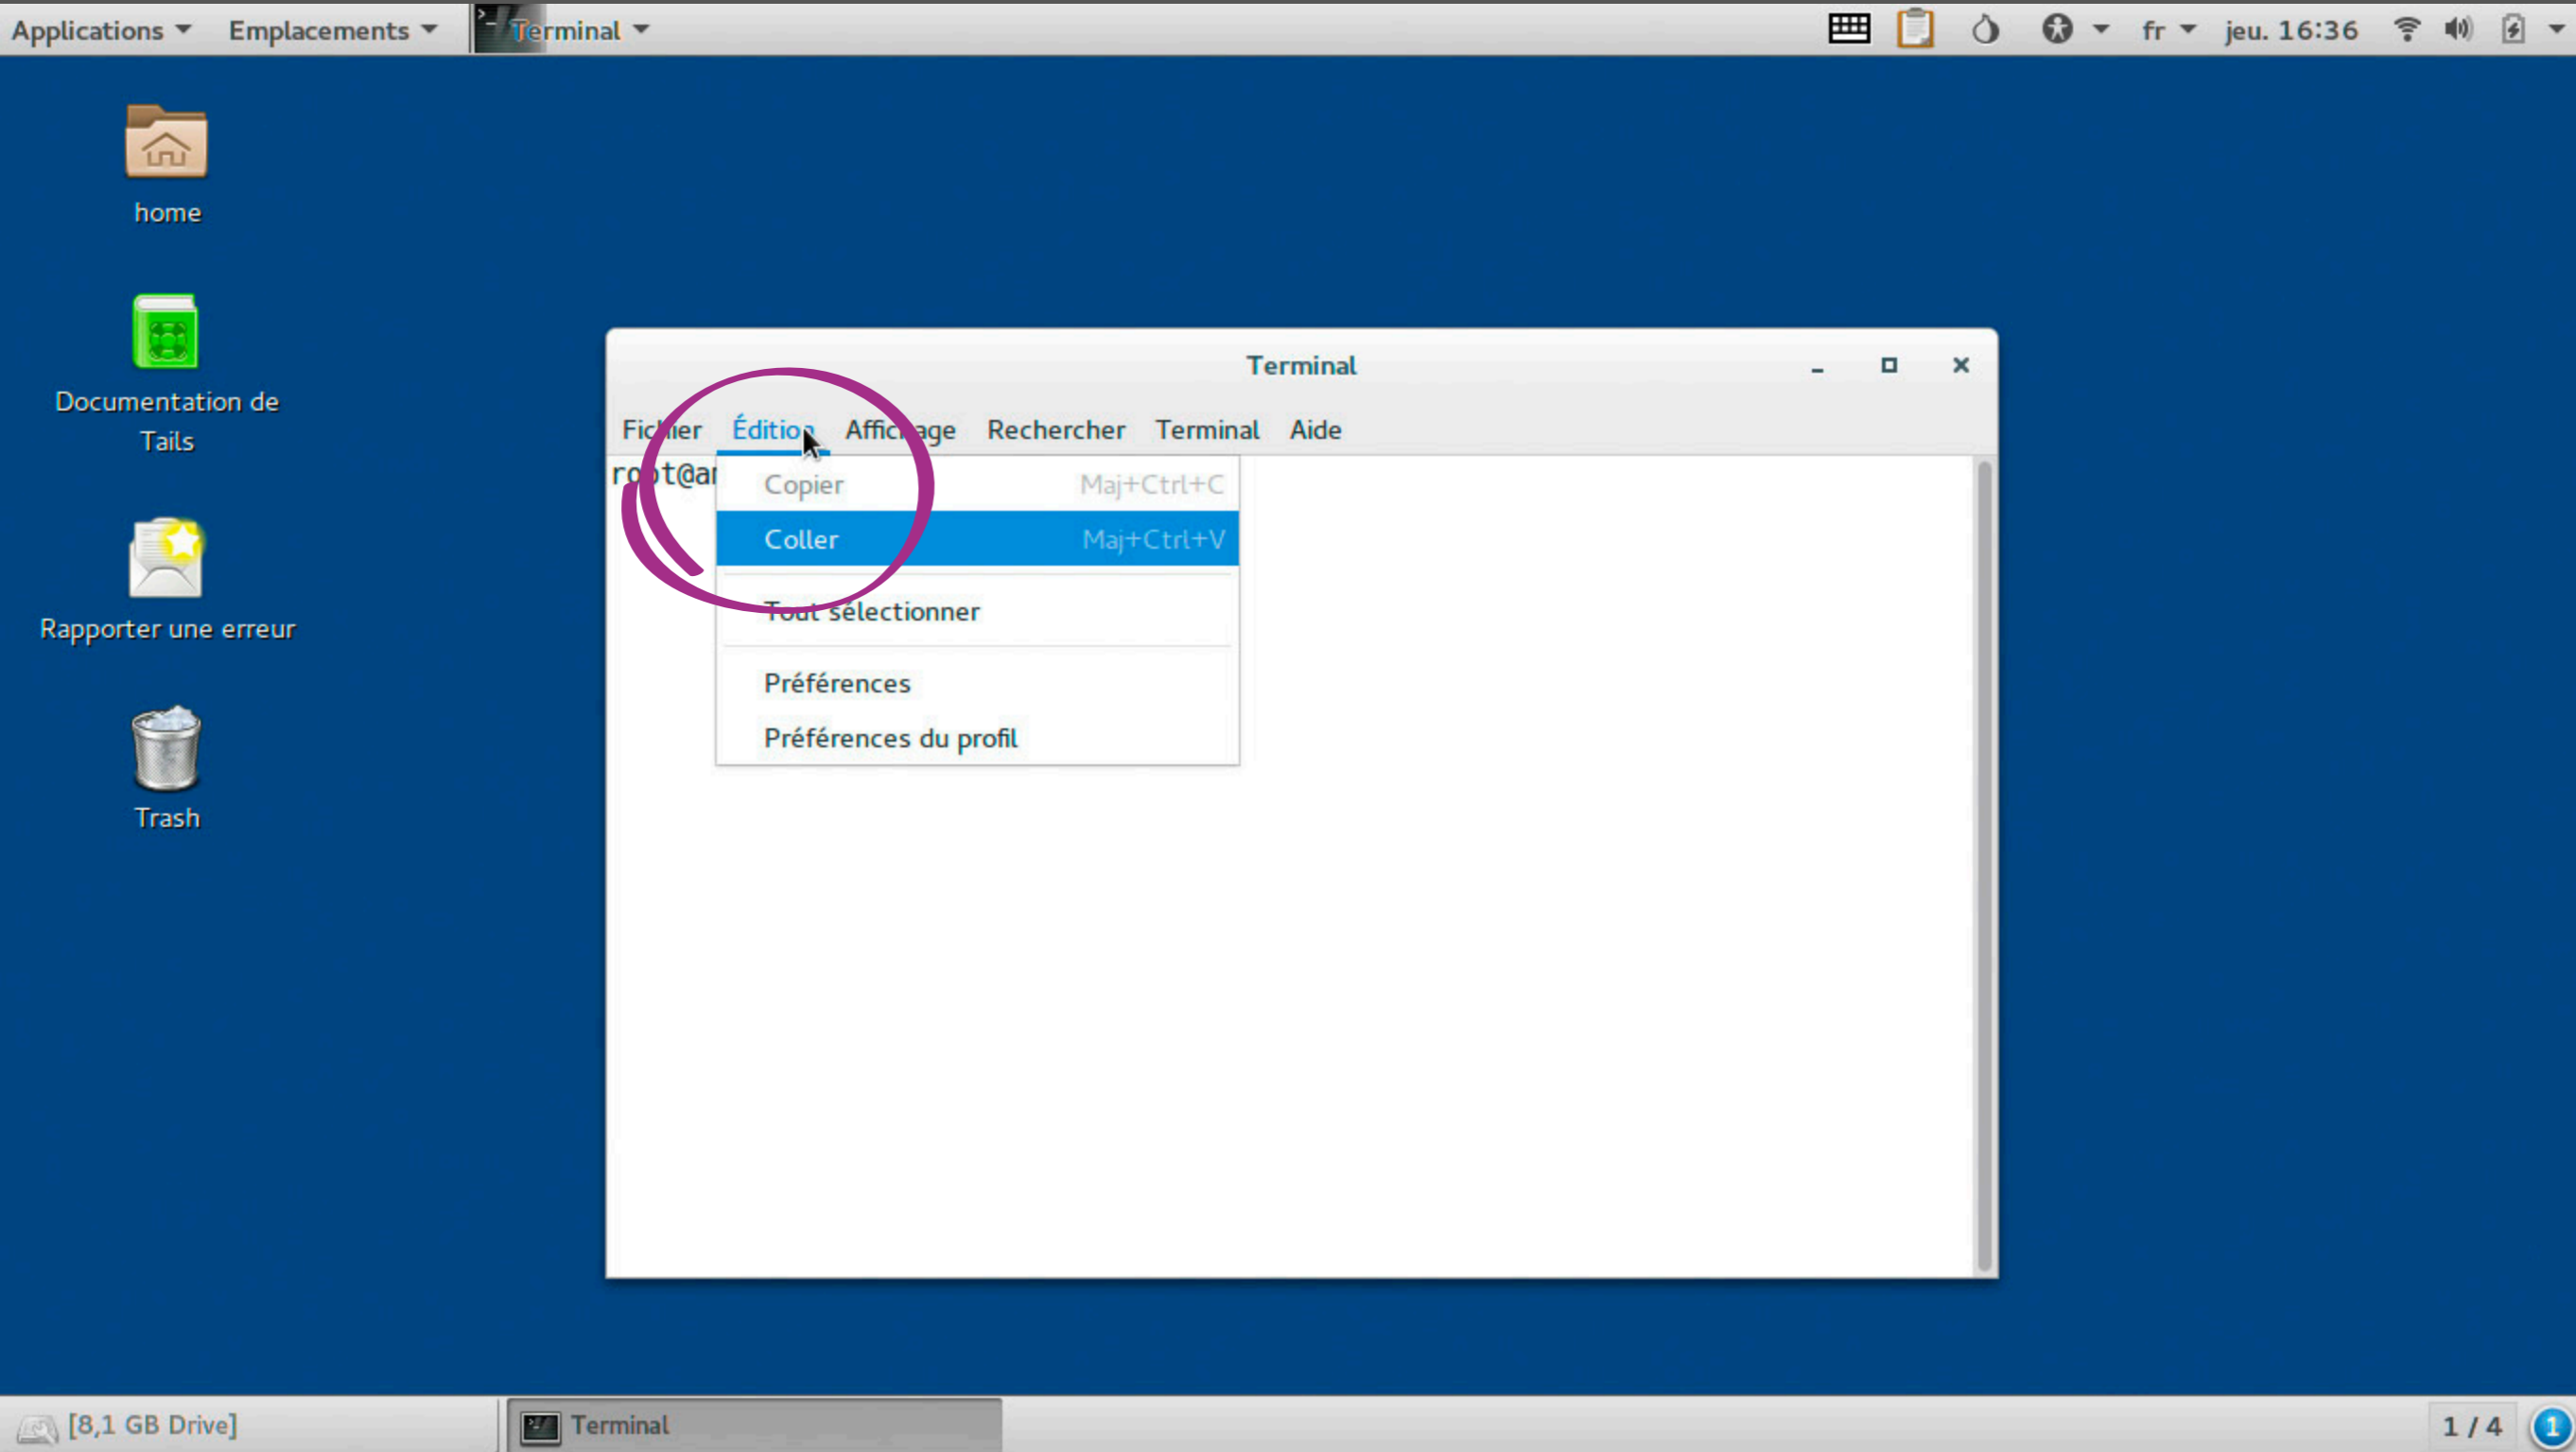 Applications Emplacements Terminal fr jeu. 16:36
home
Documentation de
Tails
Rapporter une erreur
Trash
Terminal
Fichier Édition Affichage Rechercher Terminal Aide
root@a
Copier Maj+Ctrl+C
Coller Maj+Ctrl+V
Tout sélectionner
Préférences
Préférences du profil
[8,1 GB Drive] Terminal 1 / 4 1